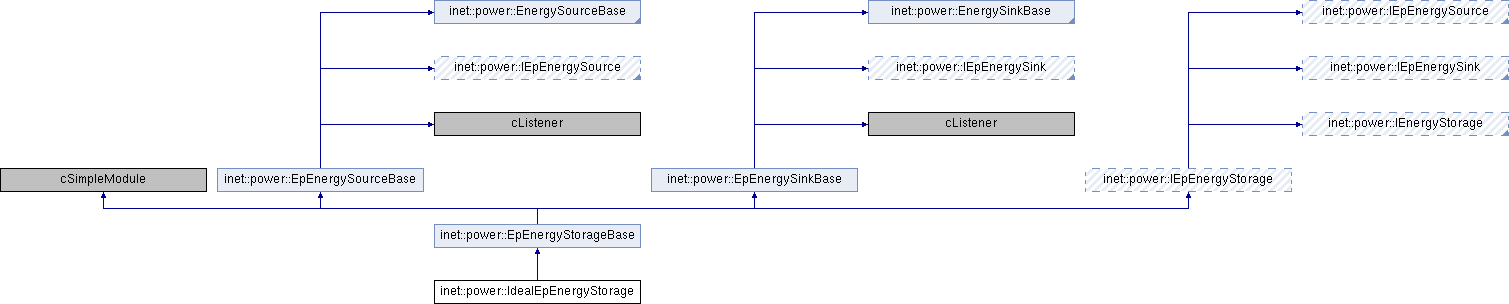 inet::power::EnergySourceBase
inet::power::EnergySinkBase
inet::power::IEpEnergySource
inet::power::IEpEnergySource
inet::power::IEpEnergySink
inet::power::IEpEnergySink
cListener
cListener
inet::power::IEnergyStorage
cSimpleModule
inet::power::EpEnergySourceBase
inet::power::EpEnergySinkBase
inet::power::IEpEnergyStorage
inet::power::EpEnergyStorageBase
inet::power::IdealEpEnergyStorage